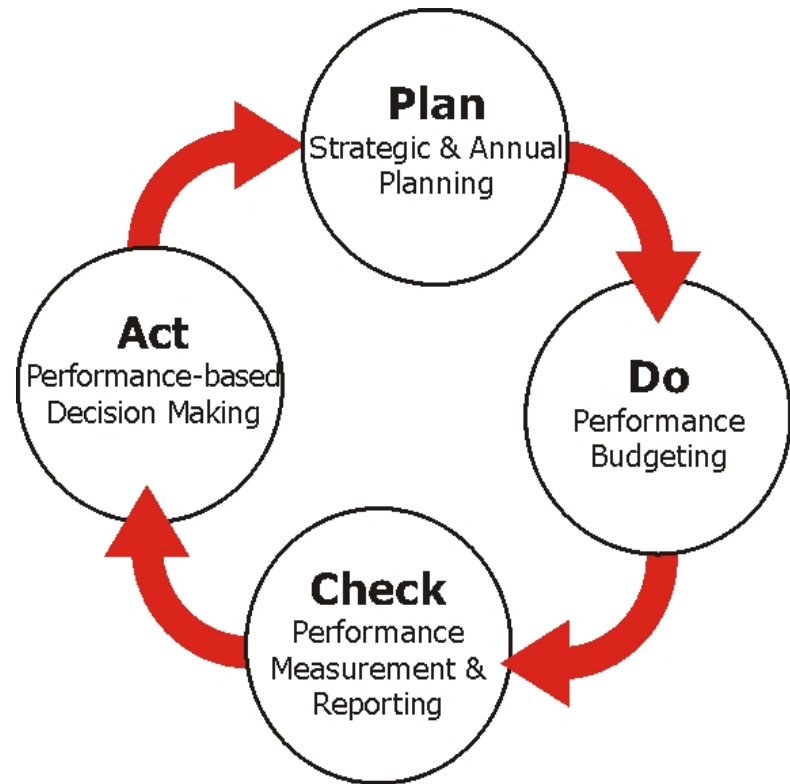 Plan
Strategic & Annual
Planning
Do
Performance
Budgeting
Check
Performance
Measurement &
Reporting
Act
Performance-based
Decision Making